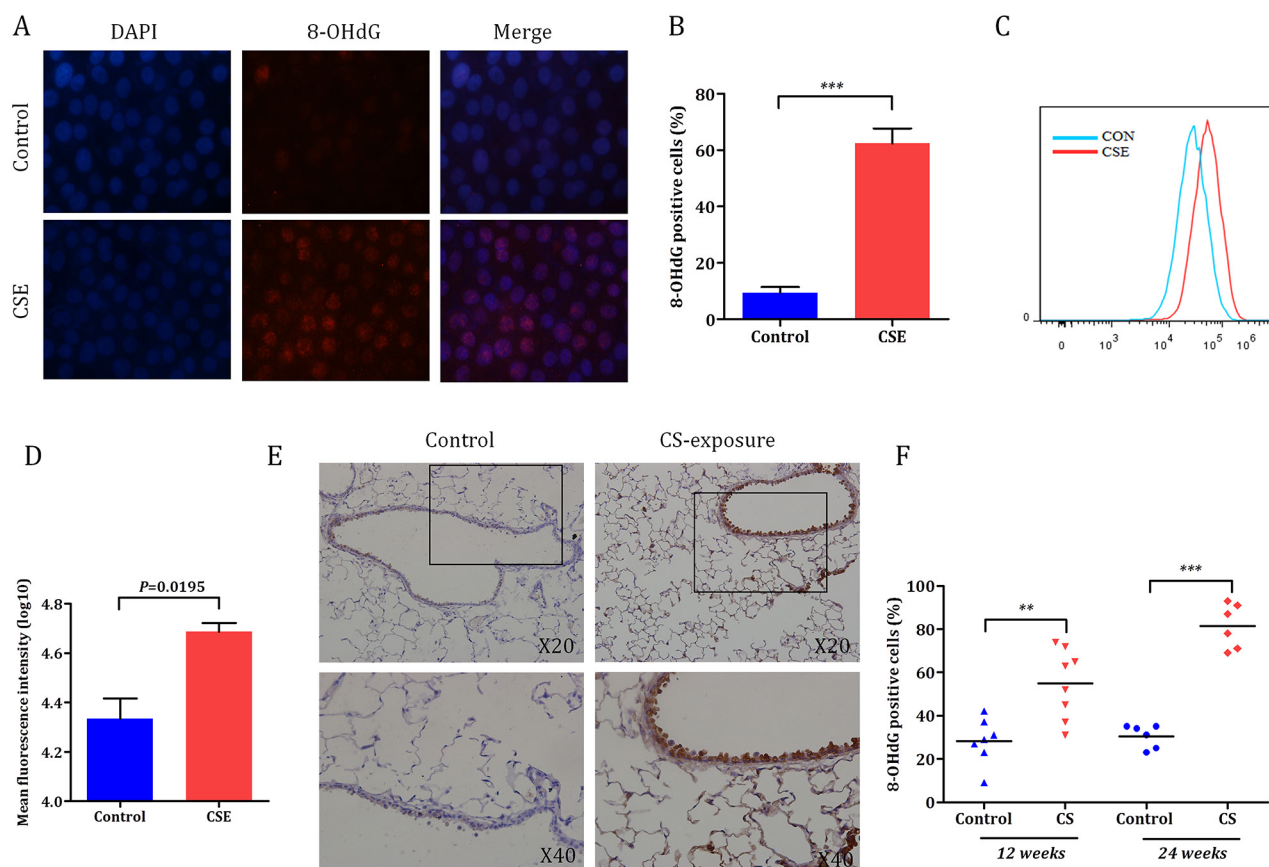 A
DAPI
8-OHdG
Merge
Control
CSE
B
8-OHdG positive cells (%)
80
60
40
20
0
***
Control
CSE
C
CON
CSE
0
0
10³
10⁴
10⁵
10⁶
D
Mean fluorescence intensity (log10)
4.8
4.6
4.4
4.2
4.0
P=0.0195
Control
CSE
E
Control
CS-exposure
X20
X20
X40
X40
F
8-OHdG positive cells (%)
100
80
60
40
20
0
**
***
Control
CS
Control
CS
12 weeks
24 weeks